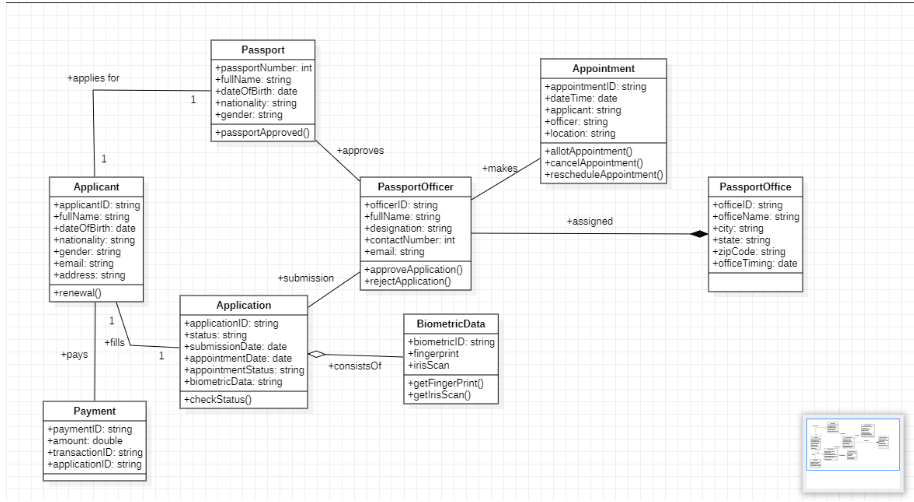 Passport
+passportNumber: int
+fullName: string
+dateOfBirth: date
+nationality: string
+gender: string
+passportApproved()
+applies for
1
1
Appointment
+appointmentID: string
+dateTime: date
+applicant: string
+officer: string
+location: string
+allotAppointment()
+cancelAppointment()
+rescheduleAppointment()
+approves
+makes
Applicant
+applicantID: string
+fullName: string
+dateOfBirth: date
+nationality: string
+gender: string
+email: string
+address: string
+renewal()
PassportOfficer
+officerID: string
+fullName: string
+designation: string
+contactNumber: int
+email: string
+approveApplication()
+rejectApplication()
+assigned
PassportOffice
+officeID: string
+officeName: string
+city: string
+state: string
+zipCode: string
+officeTiming: date
+submission
Application
+applicationID: string
+status: string
+submissionDate: date
+appointmentDate: date
+appointmentStatus: string
+biometricData: string
+checkStatus()
1
+fills
1
+pays
+consistsOf
BiometricData
+biometricID: string
+fingerprint
+irisScan
+getFingerPrint()
+getIrisScan()
Payment
+paymentID: string
+amount: double
+transactionID: string
+applicationID: string